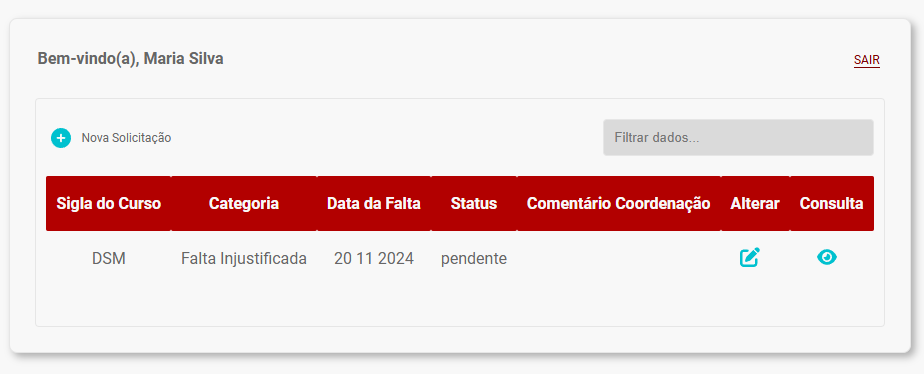 Bem-vindo(a), Maria Silva
SAIR
Nova Solicitação
Filtrar dados...
Sigla do Curso Categoria Data da Falta Status Comentário Coordenação Alterar Consulta
DSM Falta Injustificada 20 11 2024 pendente